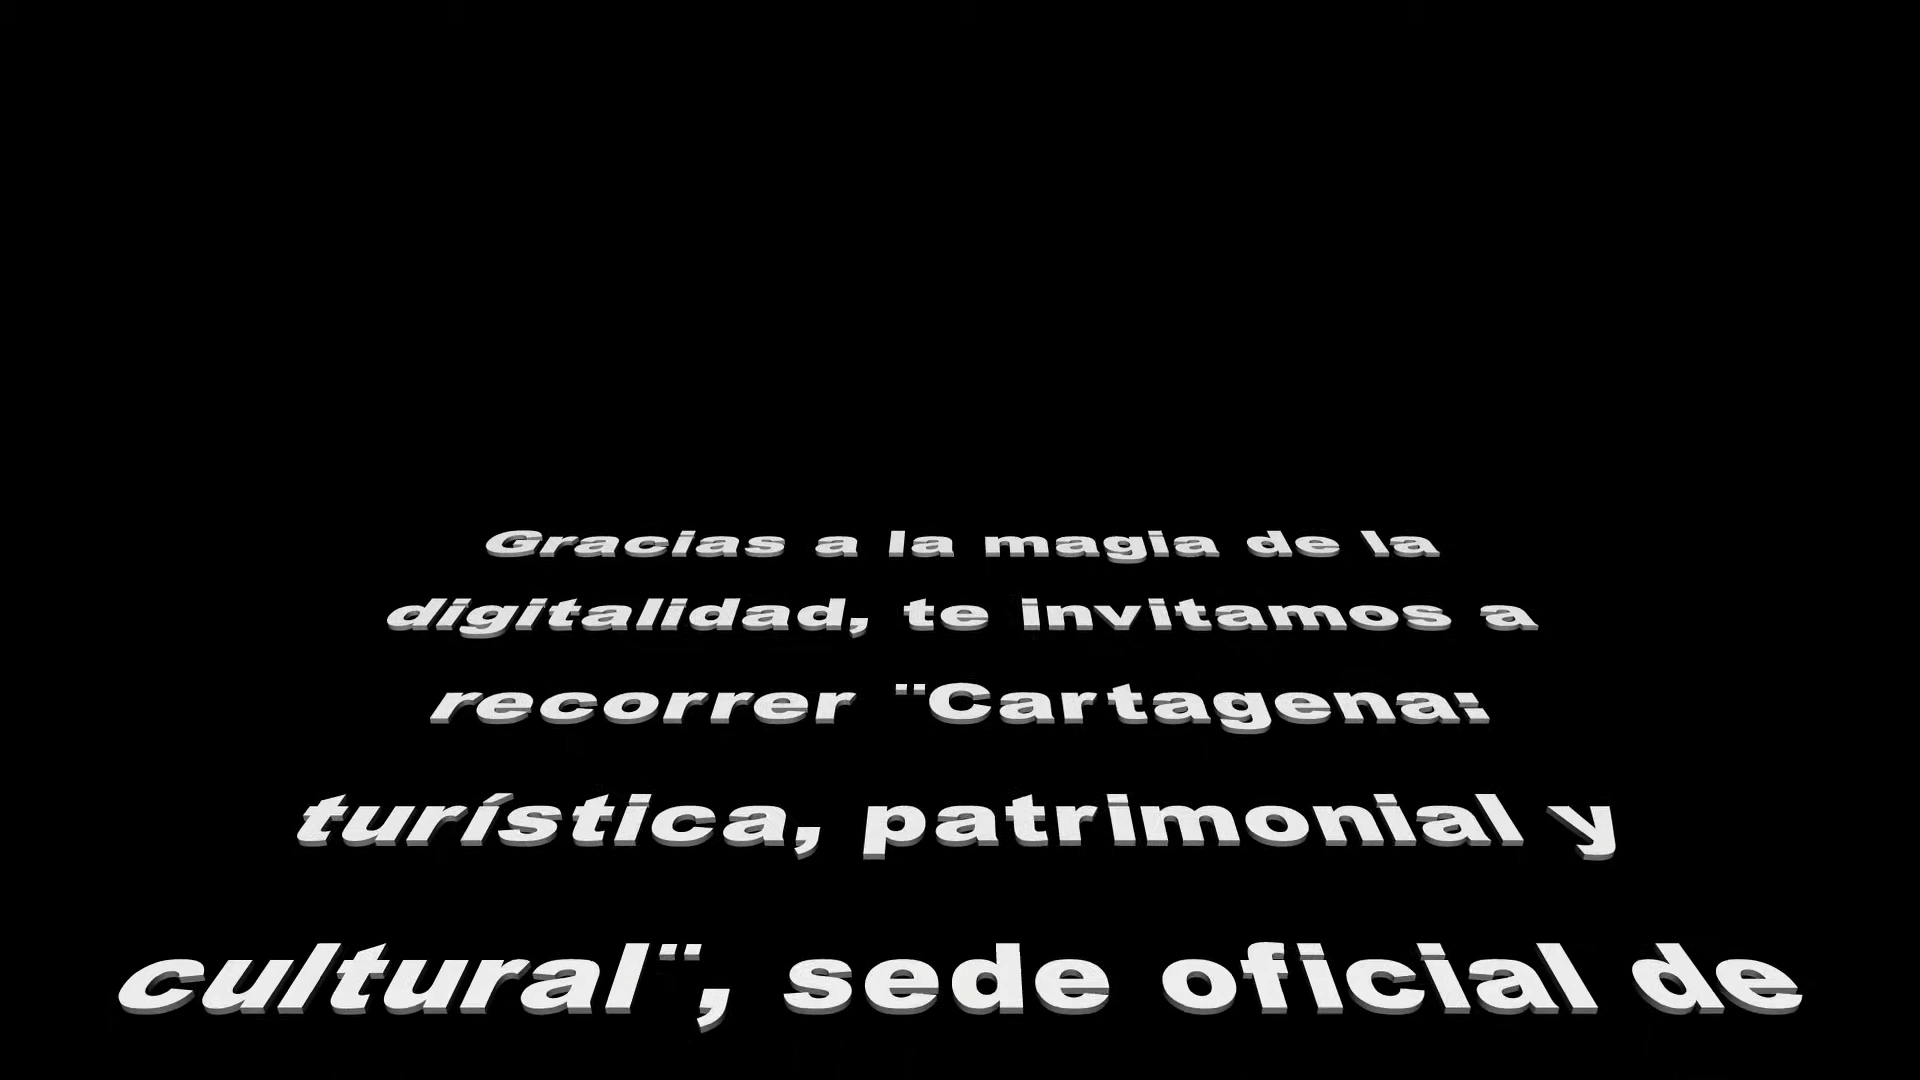 Gracias a la magia de la
digitalidad, te invitamos a
recorrer ¨Cartagena:
turística, patrimonial y
cultural¨, sede oficial de